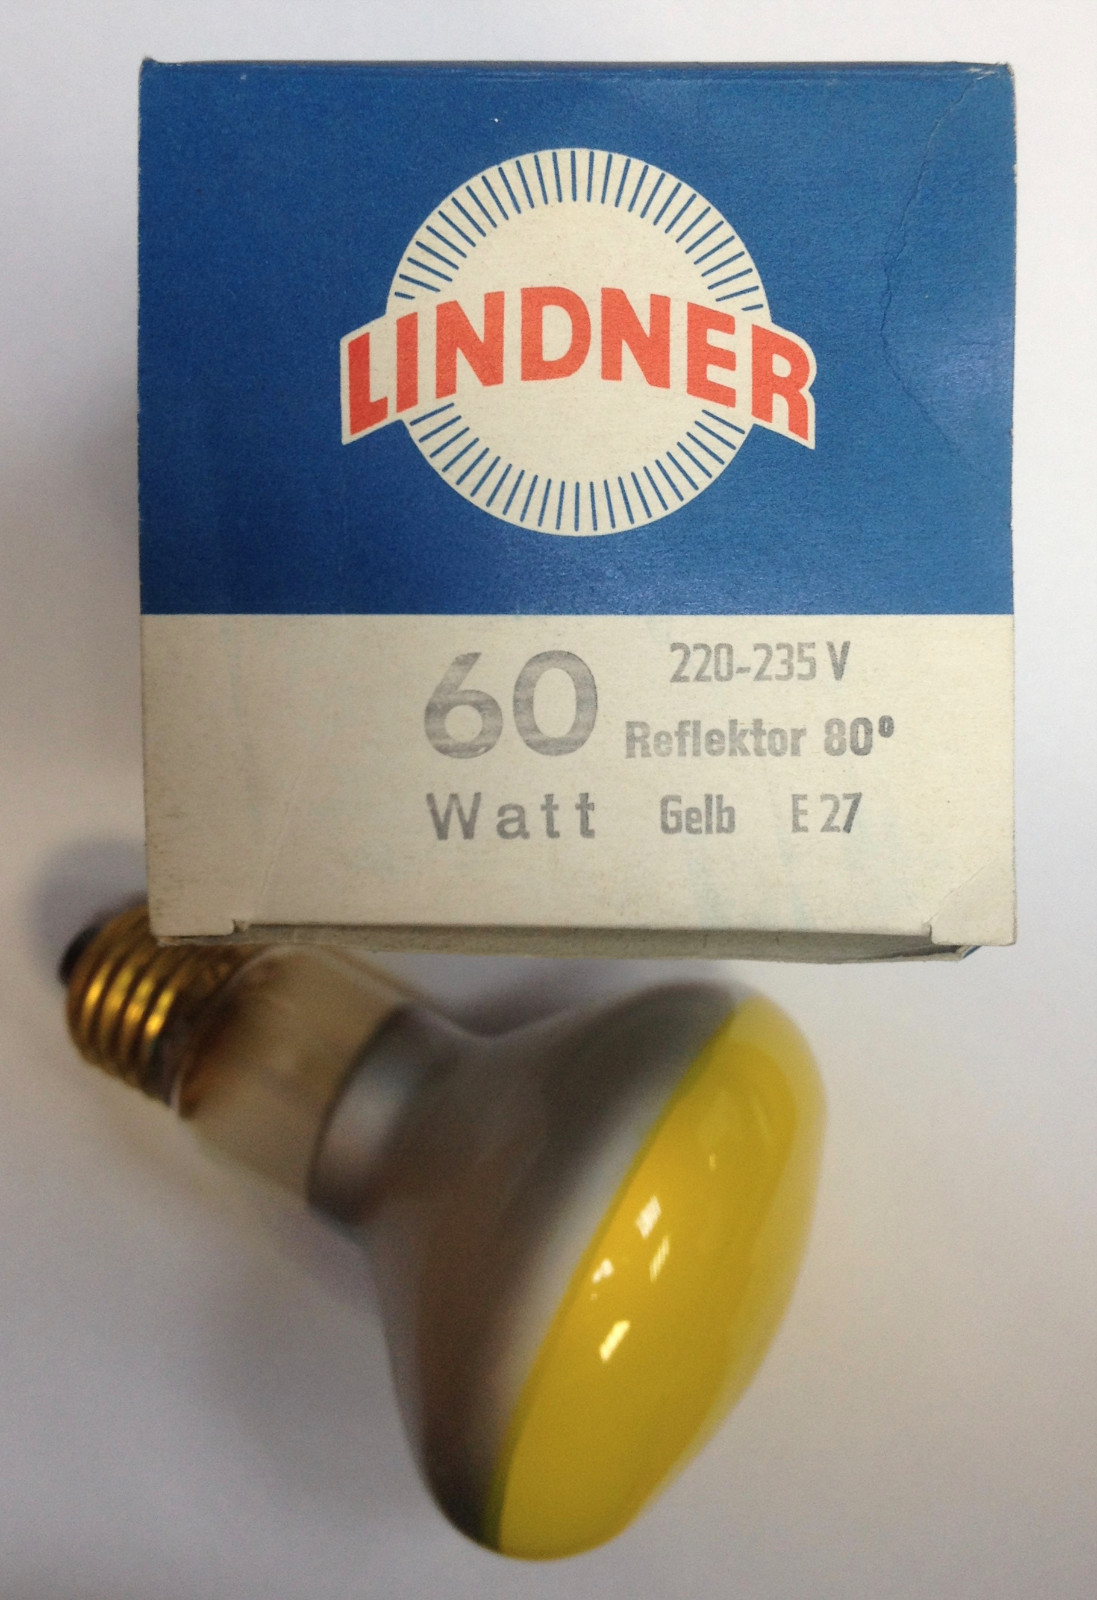 LINDNER
60 220-235 V
Reflektor 80°
Watt Gelb E 27